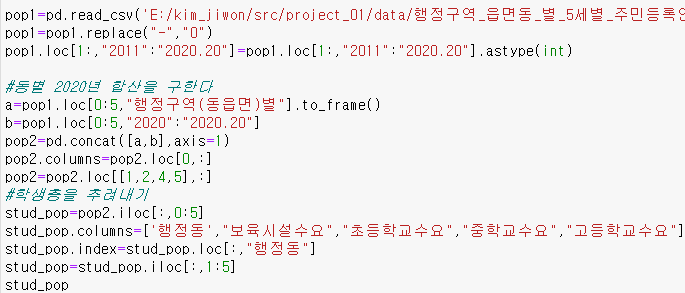 pop1=pd.read_csv('E:/kim_jiwon/src/project_01/data/행정구역_읍면동_별_5세별_주민등록인
pop1=pop1.replace("-","0")
pop1.loc[1:,"2011":"2020.20"]=pop1.loc[1:,"2011":"2020.20"].astype(int)
#동별 2020년 합산을 구한다
a=pop1.loc[0:5,"행정구역(동읍면)별"].to_frame()
b=pop1.loc[0:5,"2020":"2020.20"]
pop2=pd.concat([a,b],axis=1)
pop2.columns=pop2.loc[0,:]
pop2=pop2.loc[[1,2,4,5],:]
#학생층을 추려내기
stud_pop=pop2.iloc[:,0:5]
stud_pop.columns=['행정동',"보육시설수요","초등학교수요","중학교수요","고등학교수요"]
stud_pop.index=stud_pop.loc[:,"행정동"]
stud_pop=stud_pop.iloc[:,1:5]
stud_pop